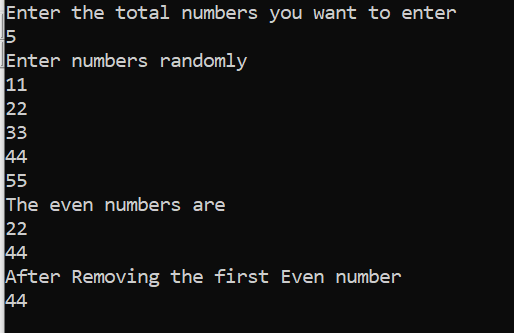 Enter the total numbers you want to enter
5
Enter numbers randomly
11
22
33
44
55
The even numbers are
22
44
After Removing the first Even number
44